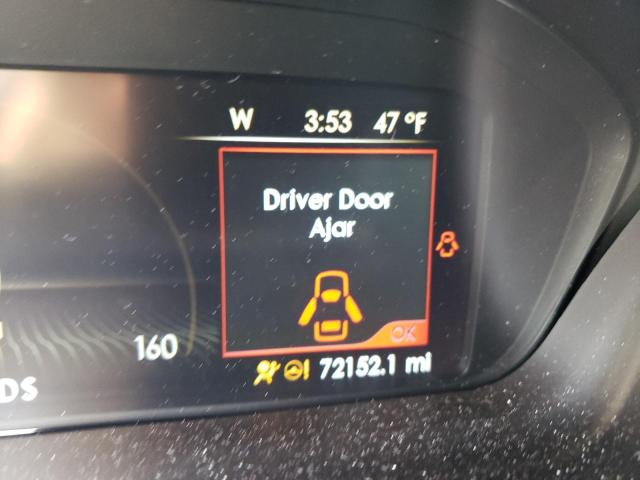 W 3:53 47 °F
Driver Door
Ajar
OK
160
72152.1 mi
DS